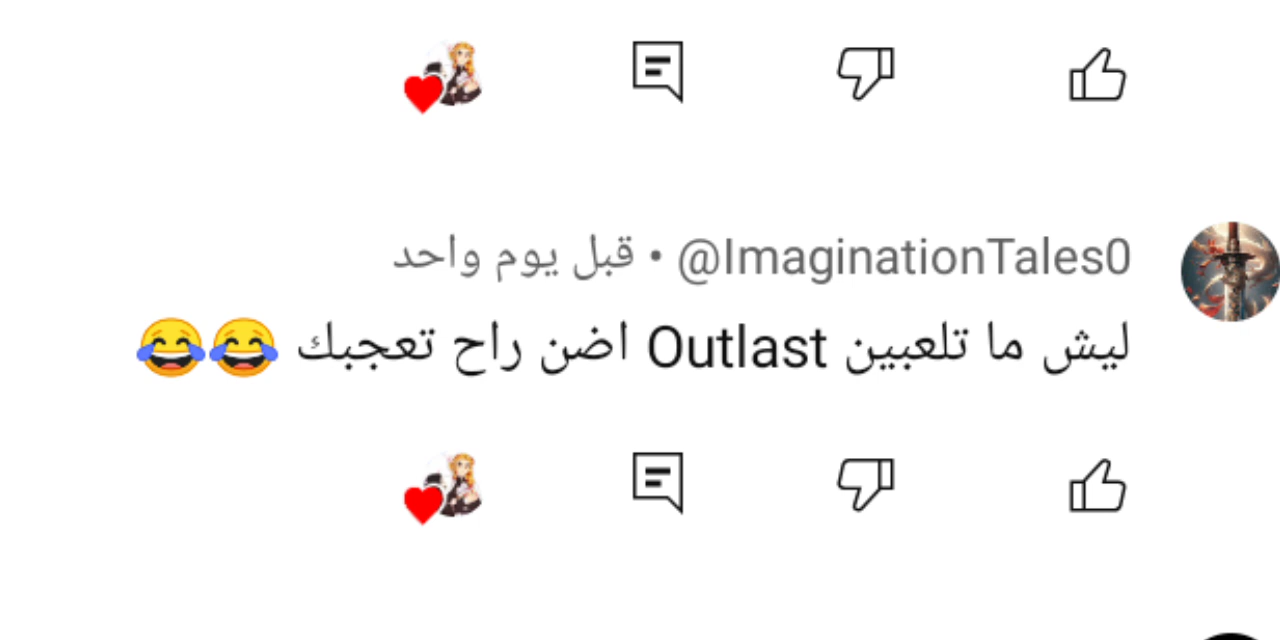 @ImaginationTales0 • قبل يوم واحد
ليش ما تلعبين Outlast اضن راح تعجبك 😂😂